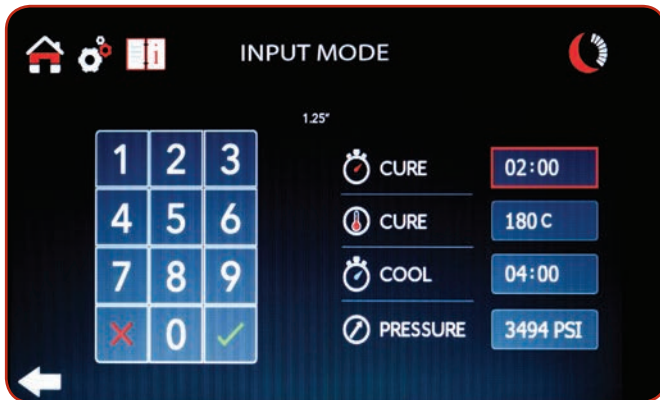 INPUT MODE
1.25"
1 2 3
4 5 6
7 8 9
0
CURE 02:00
CURE 180 C
COOL 04:00
PRESSURE 3494 PSI